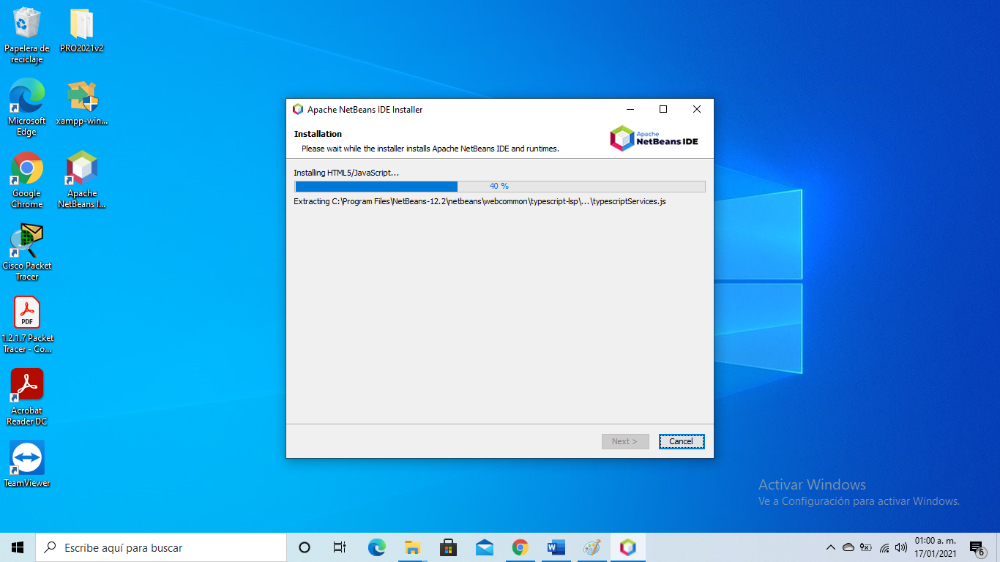 Papelera de
reciclaje
PRO2021v2
Microsoft
Edge
xampp-win...
Google
Chrome
Apache
NetBeans I...
Cisco Packet
Tracer
PDF
1.2.1.7 Packet
Tracer - Co...
Acrobat
Reader DC
TeamViewer
Apache NetBeans IDE Installer
Installation
Please wait while the installer installs Apache NetBeans IDE and runtimes.
Apache
NetBeans IDE
Installing HTML5/JavaScript...
40 %
Extracting C:\Program Files\NetBeans-12.2\netbeans\webcommon\typescript-lsp\...\typescriptServices.js
Next >
Cancel
Activar Windows
Ve a Configuración para activar Windows.
Escribe aquí para buscar
W
01:00 a. m.
17/01/2021
6